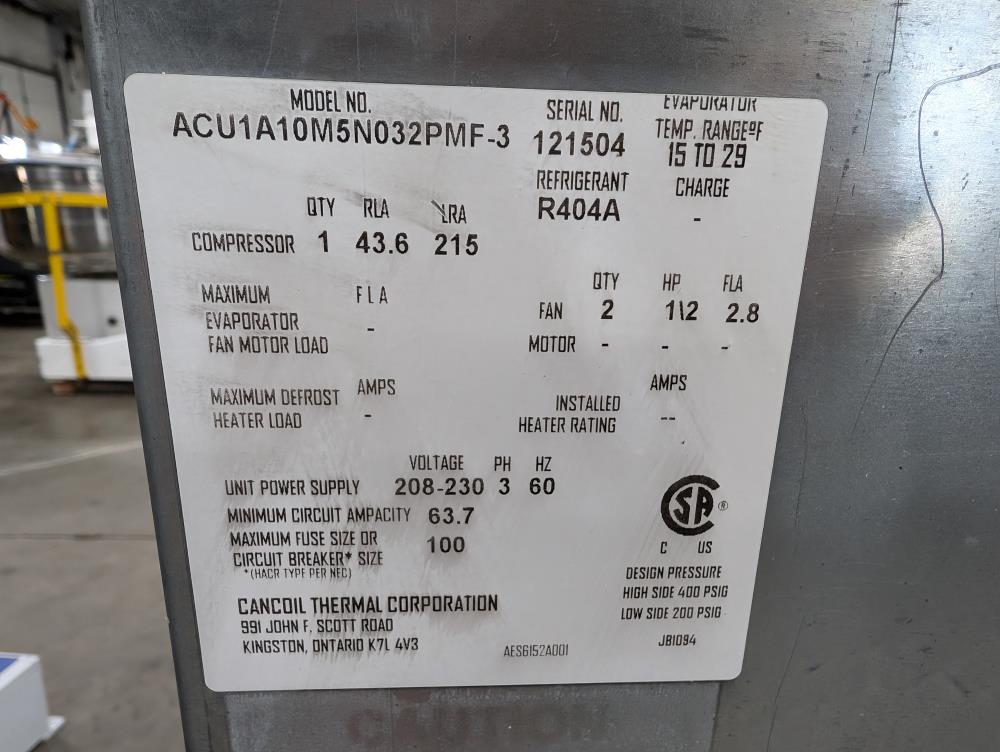 MODEL NO.
ACU1A10M5N032PMF-3
SERIAL NO.
121504
EVAPORATOR
TEMP. RANGEºF
15 TO 29
REFRIGERANT
R404A
CHARGE
-
QTY RLA LRA
COMPRESSOR 1 43.6 215
MAXIMUM FLA
EVAPORATOR -
FAN MOTOR LOAD
QTY HP FLA
FAN 2 1\2 2.8
MOTOR - - -
MAXIMUM DEFROST AMPS
HEATER LOAD -
AMPS
INSTALLED
HEATER RATING --
VOLTAGE PH HZ
UNIT POWER SUPPLY 208-230 3 60
MINIMUM CIRCUIT AMPACITY 63.7
MAXIMUM FUSE SIZE OR
CIRCUIT BREAKER* SIZE 100
*(HACR TYPE PER NEC)
SA ®
C US
DESIGN PRESSURE
HIGH SIDE 400 PSIG
LOW SIDE 200 PSIG
CANCOIL THERMAL CORPORATION
991 JOHN F. SCOTT ROAD
KINGSTON, ONTARIO K7L 4V3
AES6152A001
JB1094
CAUTION